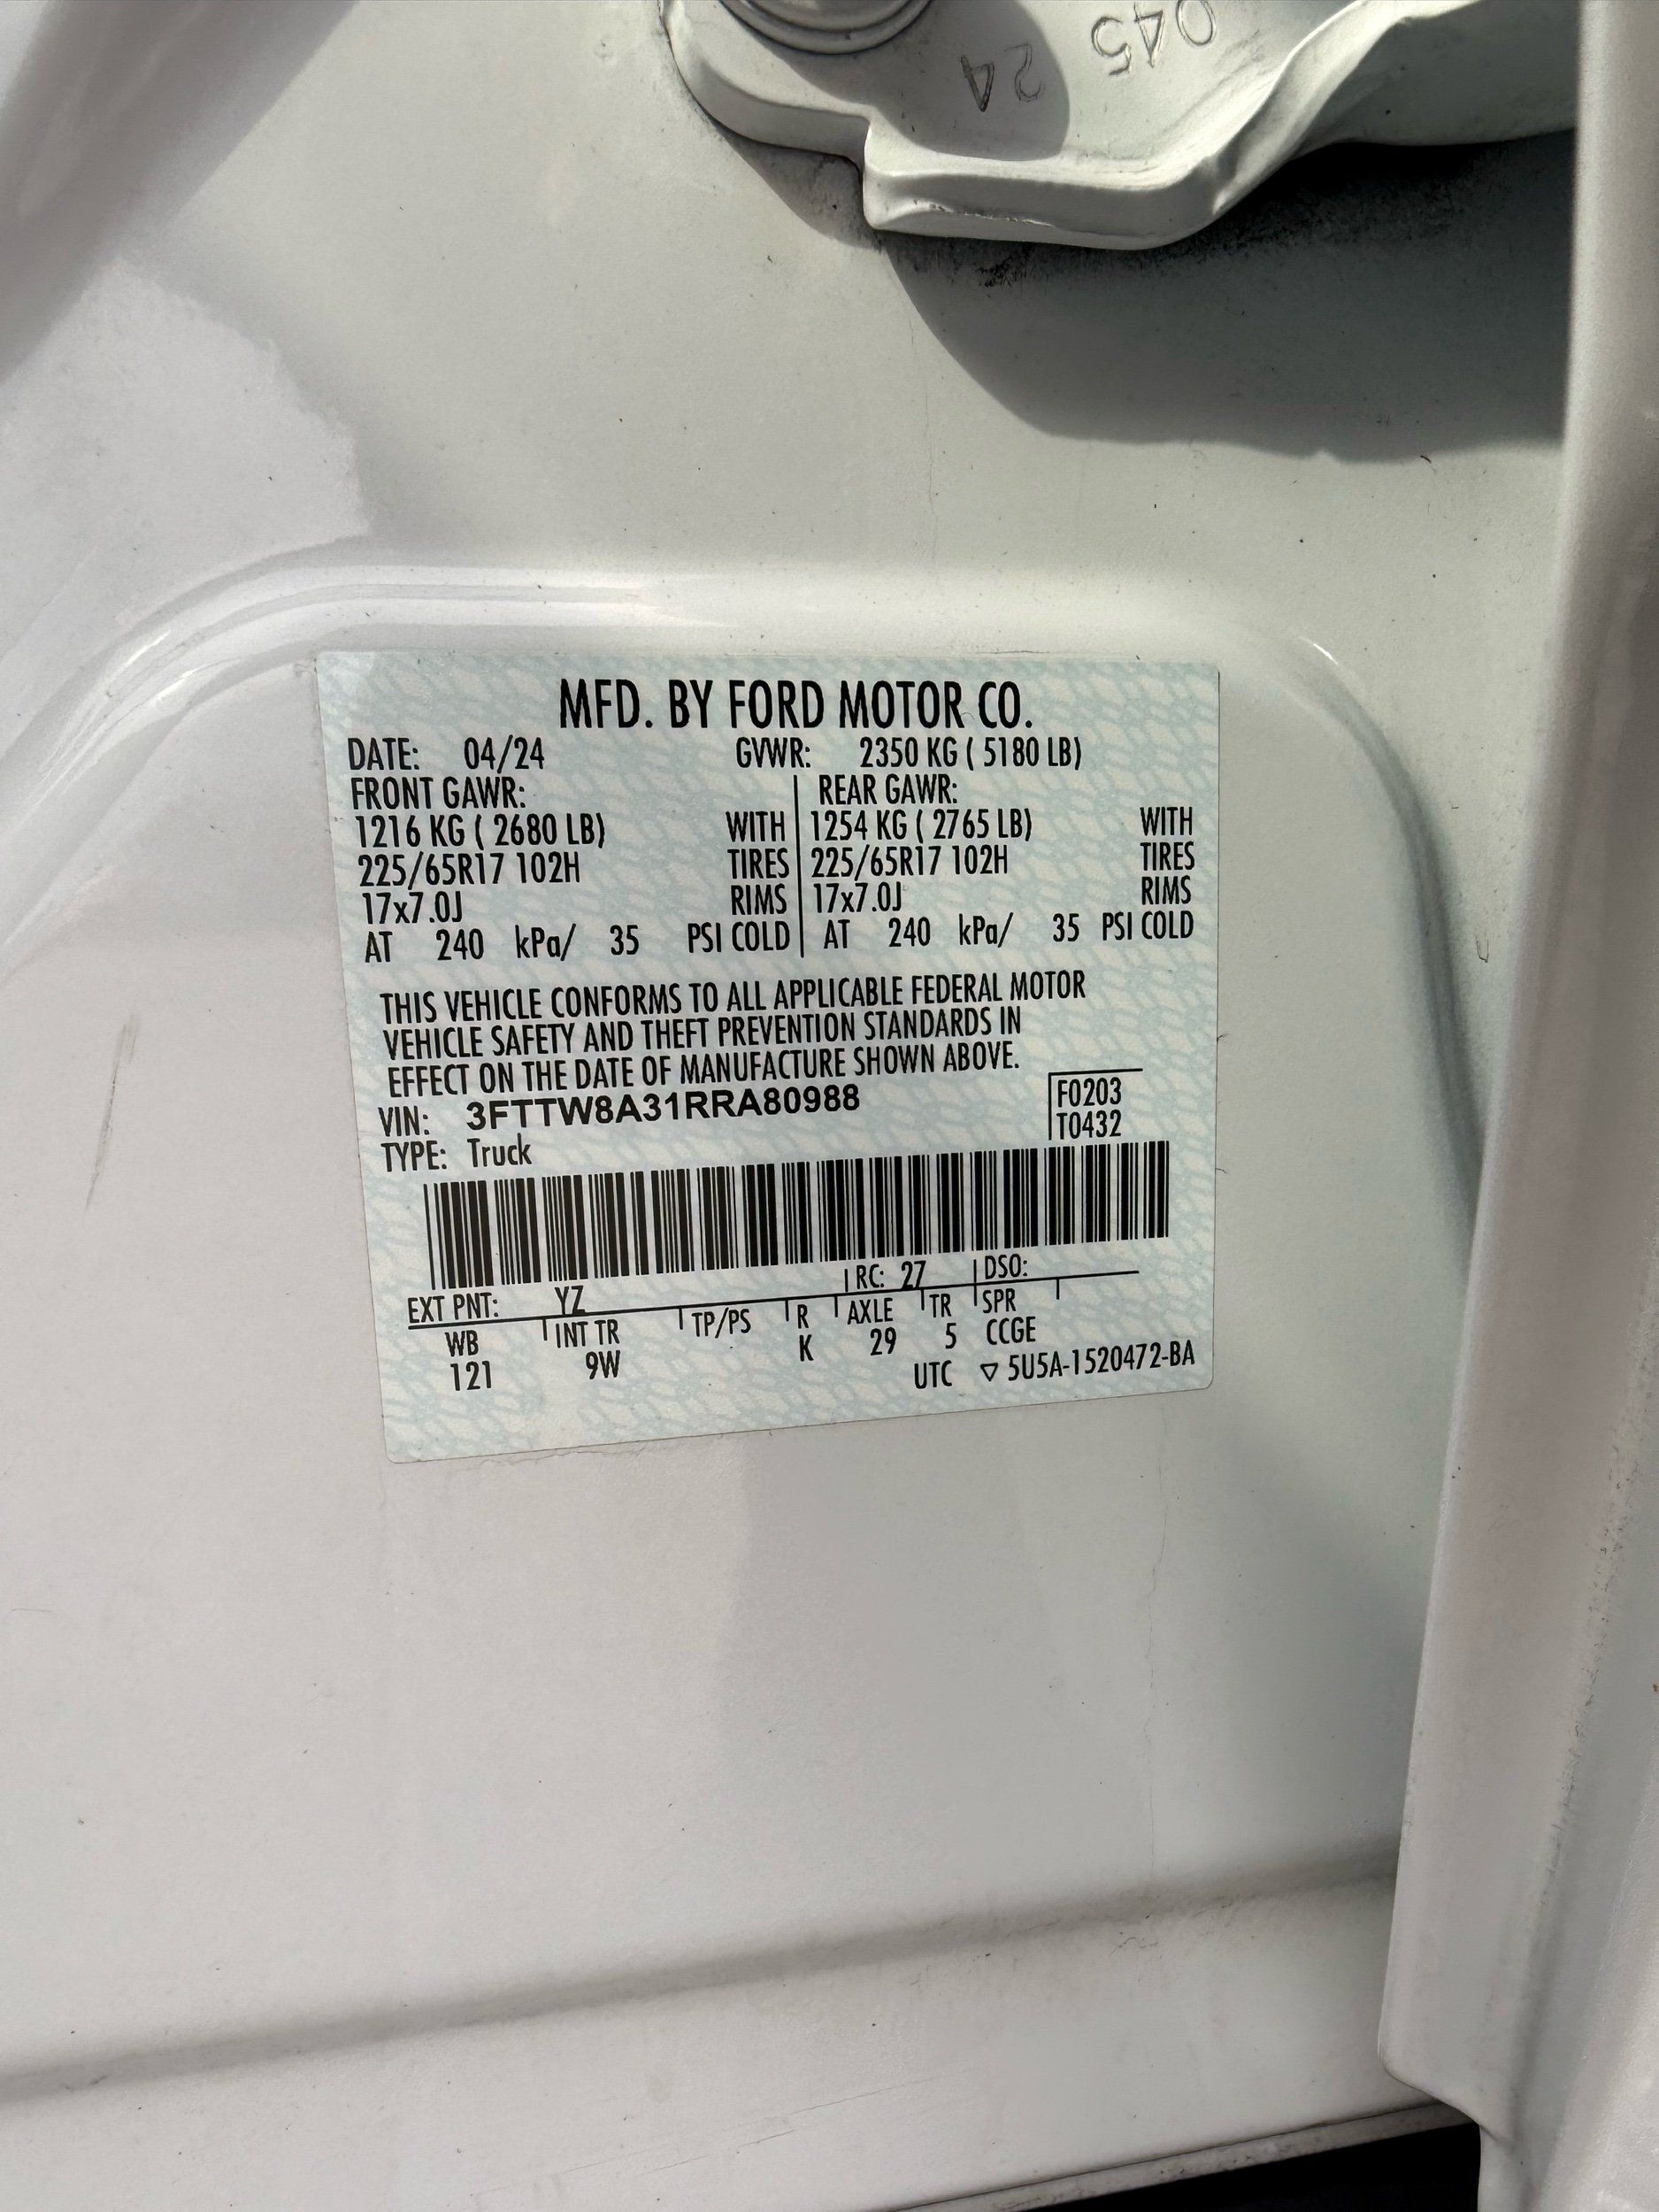 045
24
MFD. BY FORD MOTOR CO.
DATE: 04/24 GVWR: 2350 KG ( 5180 LB)
FRONT GAWR: REAR GAWR:
1216 KG ( 2680 LB) WITH 1254 KG ( 2765 LB) WITH
225/65R17 102H TIRES 225/65R17 102H TIRES
17x7.0J RIMS 17x7.0J RIMS
AT 240 kPa/ 35 PSI COLD AT 240 kPa/ 35 PSI COLD
THIS VEHICLE CONFORMS TO ALL APPLICABLE FEDERAL MOTOR
VEHICLE SAFETY AND THEFT PREVENTION STANDARDS IN
EFFECT ON THE DATE OF MANUFACTURE SHOWN ABOVE.
VIN: 3FTTW8A31RRA80988 F0203
T0432
TYPE: Truck
EXT PNT: YZ RC: 27 DSO:
WB INT TR TP/PS R AXLE TR SPR
121 9W K 29 5 CCGE
UTC ▽ 5U5A-1520472-BA